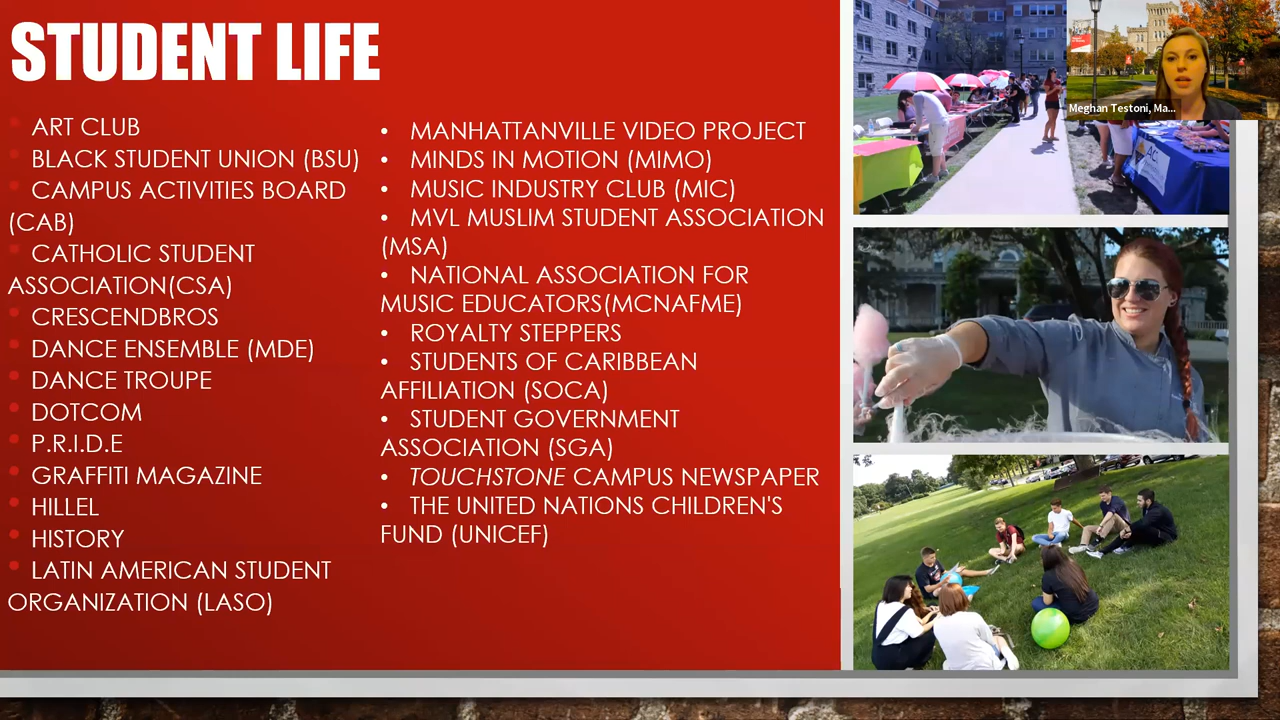 STUDENT LIFE
ART CLUB
BLACK STUDENT UNION (BSU)
CAMPUS ACTIVITIES BOARD
(CAB)
CATHOLIC STUDENT
ASSOCIATION(CSA)
CRESCENDBROS
DANCE ENSEMBLE (MDE)
DANCE TROUPE
DOTCOM
P.R.I.D.E
GRAFFITI MAGAZINE
HILLEL
HISTORY
LATIN AMERICAN STUDENT
ORGANIZATION (LASO)
• MANHATTANVILLE VIDEO PROJECT
• MINDS IN MOTION (MIMO)
• MUSIC INDUSTRY CLUB (MIC)
• MVL MUSLIM STUDENT ASSOCIATION
(MSA)
• NATIONAL ASSOCIATION FOR
MUSIC EDUCATORS(MCNAFME)
• ROYALTY STEPPERS
• STUDENTS OF CARIBBEAN
AFFILIATION (SOCA)
• STUDENT GOVERNMENT
ASSOCIATION (SGA)
• TOUCHSTONE CAMPUS NEWSPAPER
• THE UNITED NATIONS CHILDREN'S
FUND (UNICEF)
Meghan Testoni, Ma...